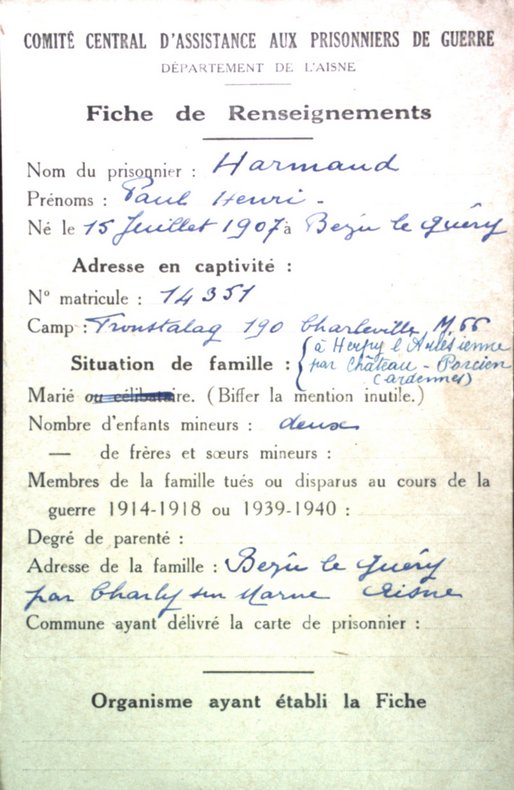 COMITÉ CENTRAL D'ASSISTANCE AUX PRISONNIERS DE GUERRE
DÉPARTEMENT DE L'AISNE
Fiche de Renseignements
Nom du prisonnier : Harmand
Prénoms : Paul Henri -
Né le 15 Juillet 1907 à Bezu le Guéry
Adresse en captivité :
N° matricule : 14351
Camp : Fronstalag 190 Charleville M.66
à Herpy l'Arlésienne
Situation de famille : par Château-Porcien
(Ardennes)
Marié ou célibataire. (Biffer la mention inutile.)
Nombre d'enfants mineurs : deux
— de frères et sœurs mineurs :
Membres de la famille tués ou disparus au cours de la
guerre 1914-1918 ou 1939-1940 :
Degré de parenté :
Adresse de la famille : Bezu le Guéry
par Charly sur Marne Aisne
Commune ayant délivré la carte de prisonnier :
Organisme ayant établi la Fiche